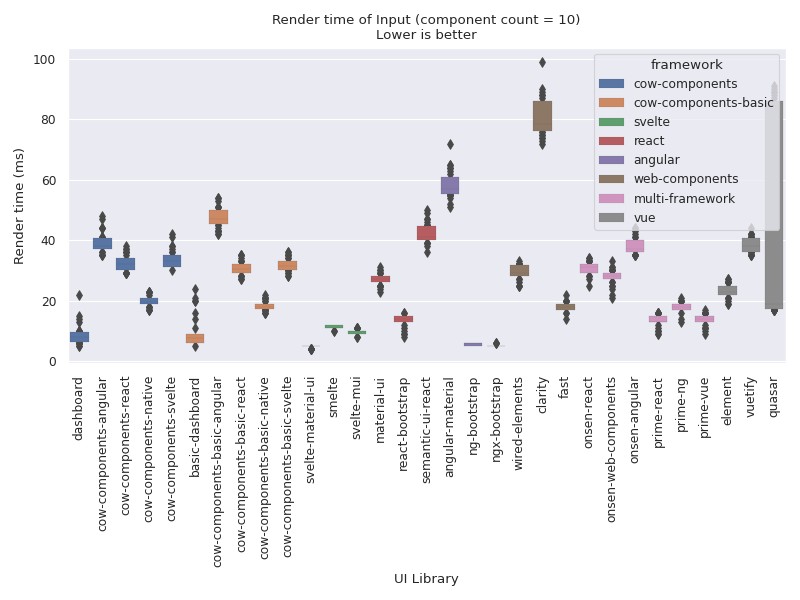 Render time of Input (component count = 10)
Lower is better
framework
cow-components
cow-components-basic
svelte
react
angular
web-components
multi-framework
vue
Render time (ms)
100
80
60
40
20
0
dashboard
cow-components-angular
cow-components-react
cow-components-native
cow-components-svelte
basic-dashboard
cow-components-basic-angular
cow-components-basic-react
cow-components-basic-native
cow-components-basic-svelte
svelte-material-ui
smelte
svelte-mui
material-ui
react-bootstrap
semantic-ui-react
angular-material
ng-bootstrap
ngx-bootstrap
wired-elements
clarity
fast
onsen-react
onsen-web-components
onsen-angular
prime-react
prime-ng
prime-vue
element
vuetify
quasar
UI Library